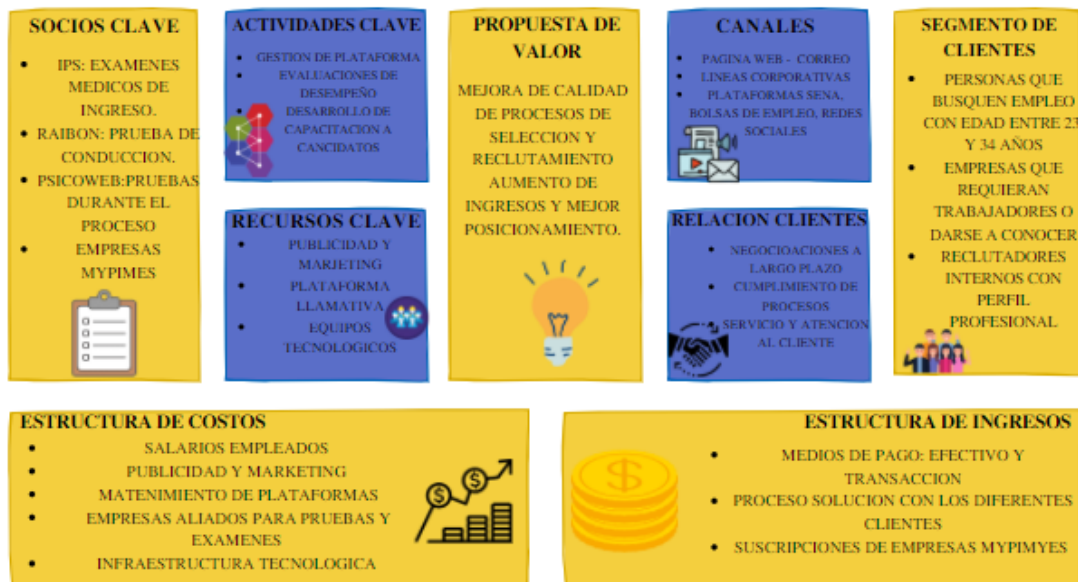 SOCIOS CLAVE
IPS: EXAMENES
MEDICOS DE
INGRESO.
RAIBON: PRUEBA DE
CONDUCCION.
PSICOWEB:PRUEBAS
DURANTE EL
PROCESO
EMPRESAS
MYPIMES
ACTIVIDADES CLAVE
GESTION DE PLATAFORMA
EVALUACIONES DE
DESEMPEÑO
DESARROLLO DE
CAPACITACION A
CANCIDATOS
RECURSOS CLAVE
PUBLICIDAD Y
MARJETING
PLATAFORMA
LLAMATIVA
EQUIPOS
TECNOLOGICOS
PROPUESTA DE
VALOR
MEJORA DE CALIDAD
DE PROCESOS DE
SELECCION Y
RECLUTAMIENTO
AUMENTO DE
INGRESOS Y MEJOR
POSICIONAMIENTO.
CANALES
PAGINA WEB - CORREO
LINEAS CORPORATIVAS
PLATAFORMAS SENA,
BOLSAS DE EMPLEO, REDES
SOCIALES
RELACION CLIENTES
NEGOCIOACIONES A
LARGO PLAZO
CUMPLIMIENTO DE
PROCESOS
SERVICIO Y ATENCION
AL CLIENTE
SEGMENTO DE
CLIENTES
PERSONAS QUE
BUSQUEN EMPLEO
CON EDAD ENTRE 23
Y 34 AÑOS
EMPRESAS QUE
REQUIERAN
TRABAJADORES O
DARSE A CONOCER
RECLUTADORES
INTERNOS CON
PERFIL
PROFESIONAL
ESTRUCTURA DE COSTOS
SALARIOS EMPLEADOS
PUBLICIDAD Y MARKETING
MATENIMIENTO DE PLATAFORMAS
EMPRESAS ALIADOS PARA PRUEBAS Y
EXAMENES
INFRAESTRUCTURA TECNOLOGICA
ESTRUCTURA DE INGRESOS
MEDIOS DE PAGO: EFECTIVO Y
TRANSACCION
PROCESO SOLUCION CON LOS DIFERENTES
CLIENTES
SUSCRIPCIONES DE EMPRESAS MYPIMYES